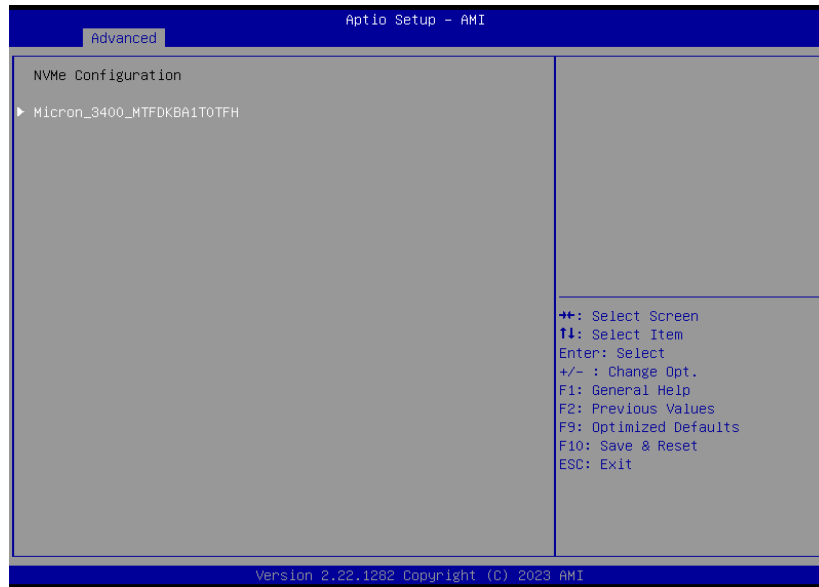 Aptio Setup – AMI
Advanced
NVMe Configuration
▶ Micron_3400_MTFDKBA1T0TFH
→←: Select Screen
↑↓: Select Item
Enter: Select
+/- : Change Opt.
F1: General Help
F2: Previous Values
F9: Optimized Defaults
F10: Save & Reset
ESC: Exit
Version 2.22.1282 Copyright (C) 2023 AMI